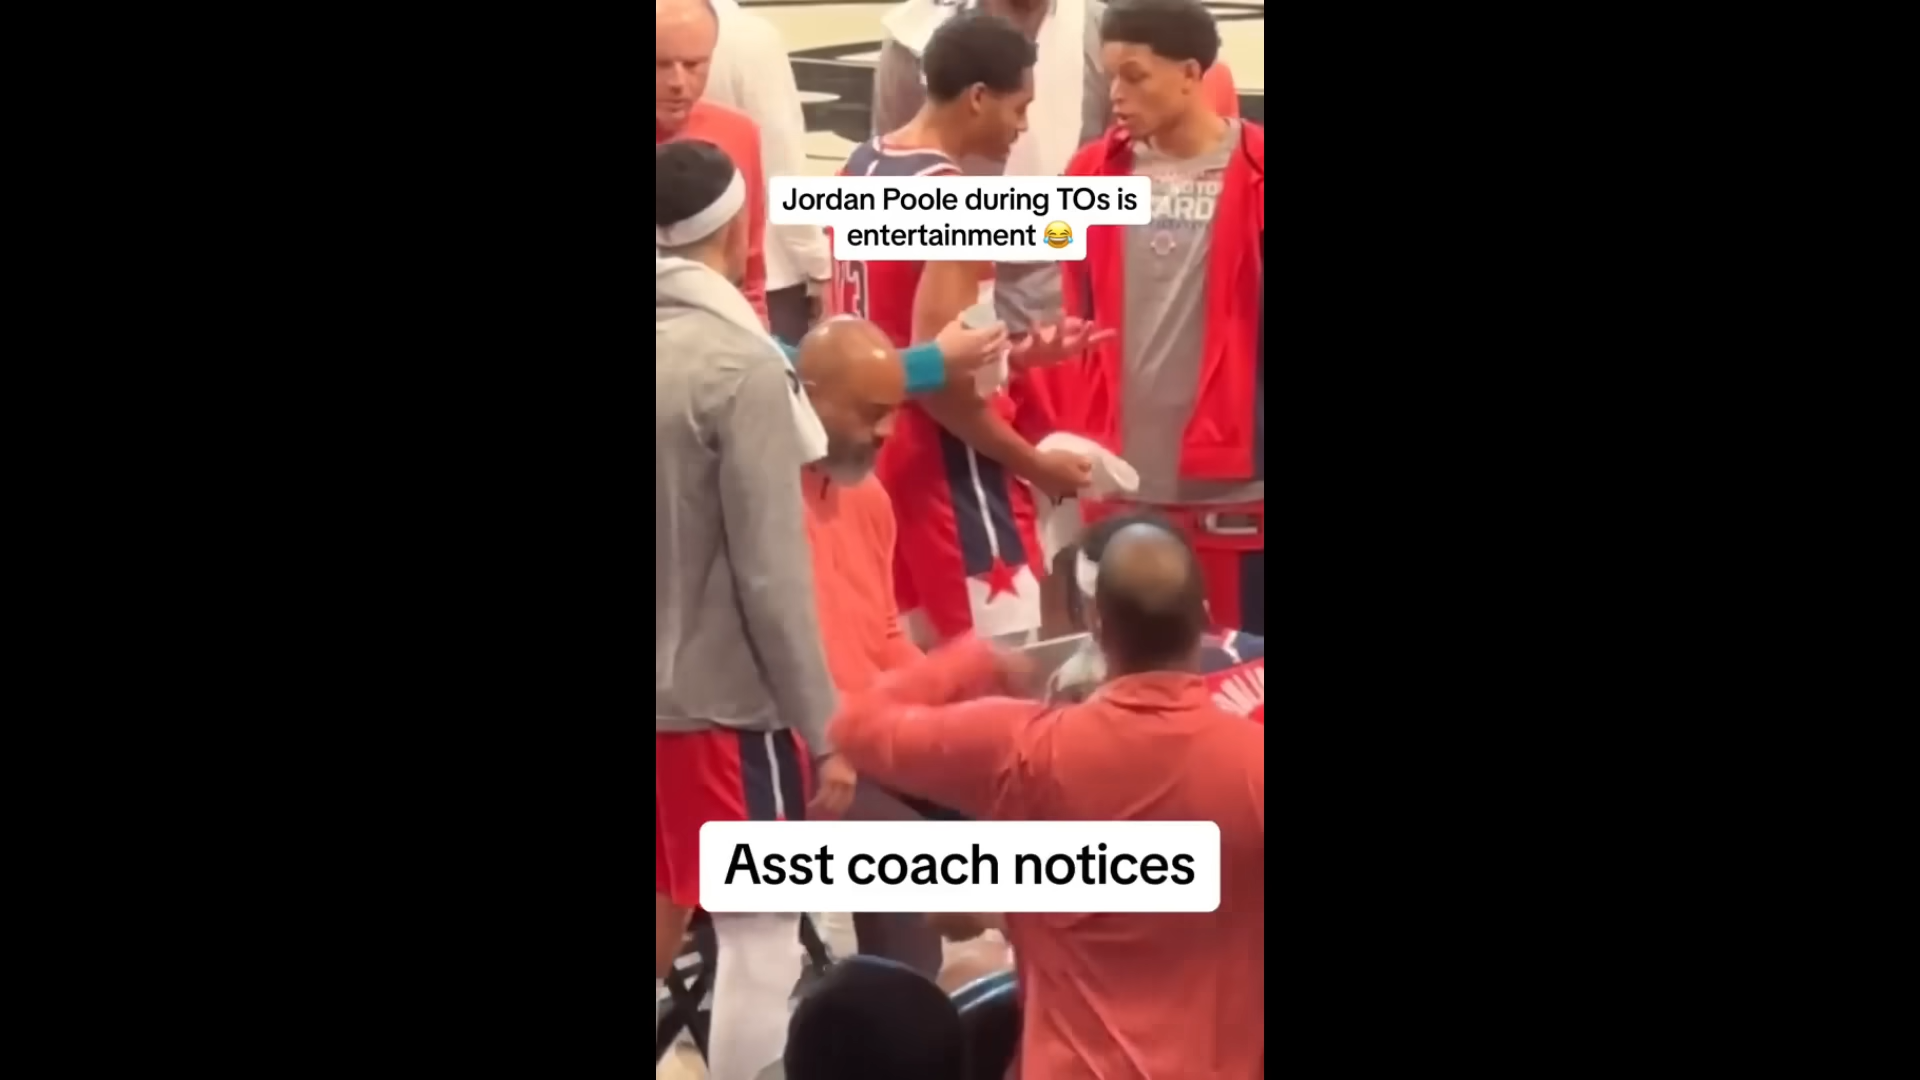 Jordan Poole during TOs is
entertainment 😂
Asst coach notices